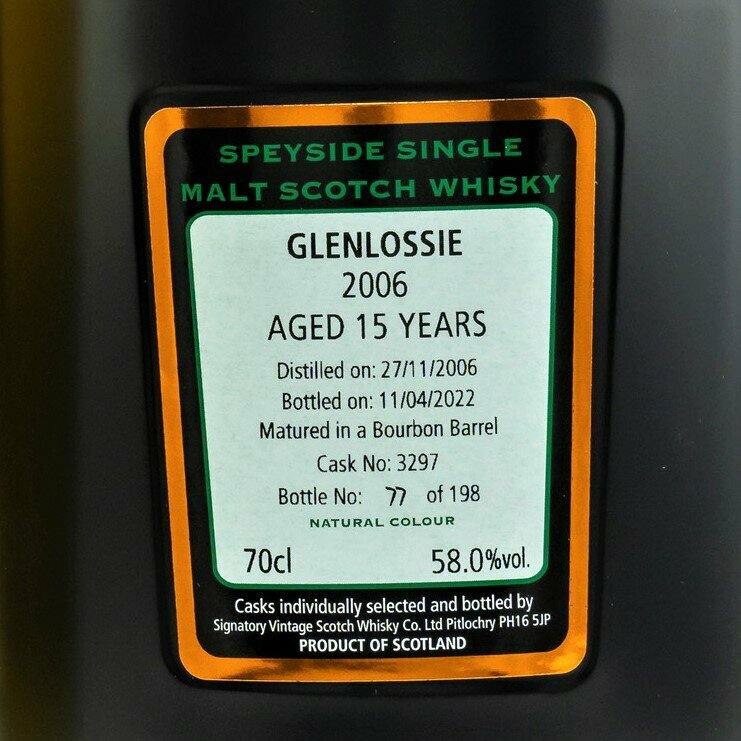 SPEYSIDE SINGLE
MALT SCOTCH WHISKY
GLENLOSSIE
2006
AGED 15 YEARS
Distilled on: 27/11/2006
Bottled on: 11/04/2022
Matured in a Bourbon Barrel
Cask No: 3297
Bottle No: 77 of 198
NATURAL COLOUR
70cl 58.0%vol.
Casks individually selected and bottled by
Signatory Vintage Scotch Whisky Co. Ltd Pitlochry PH16 5JP
PRODUCT OF SCOTLAND